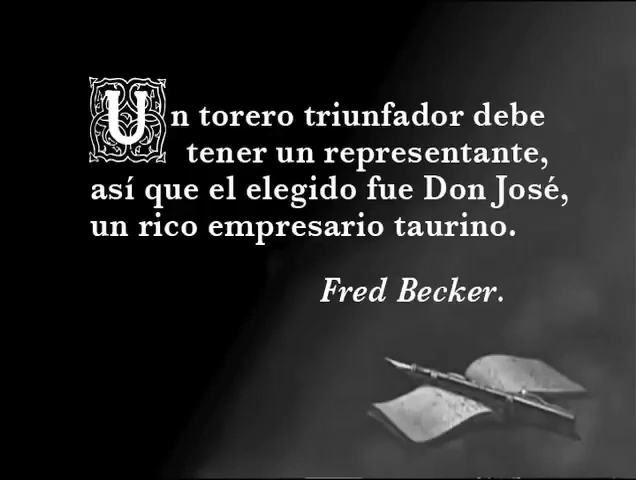 Un torero triunfador debe
tener un representante,
así que el elegido fue Don José,
un rico empresario taurino.
Fred Becker.